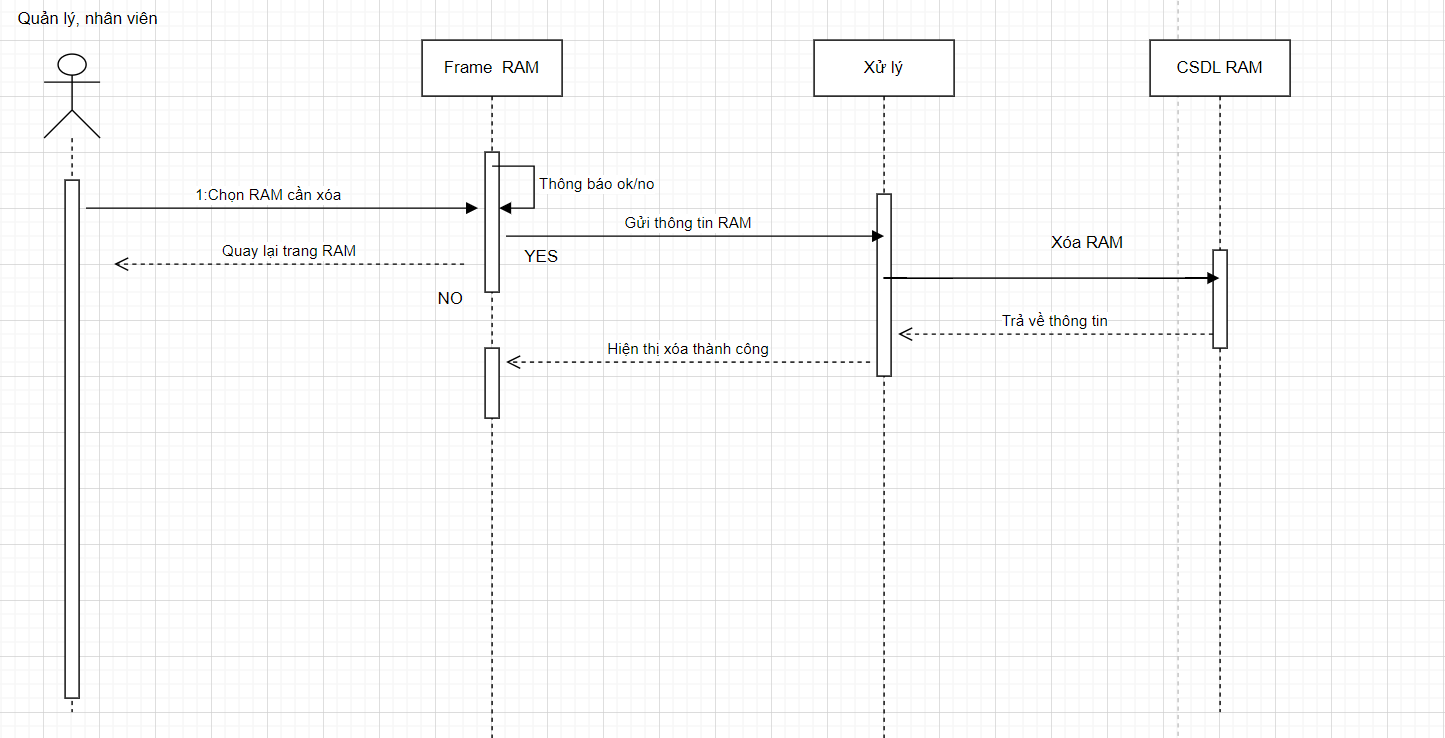 Quản lý, nhân viên
Frame RAM
Xử lý
CSDL RAM
Thông báo ok/no
1:Chọn RAM cần xóa
Gửi thông tin RAM
Xóa RAM
Quay lại trang RAM
YES
NO
Trả về thông tin
Hiện thị xóa thành công